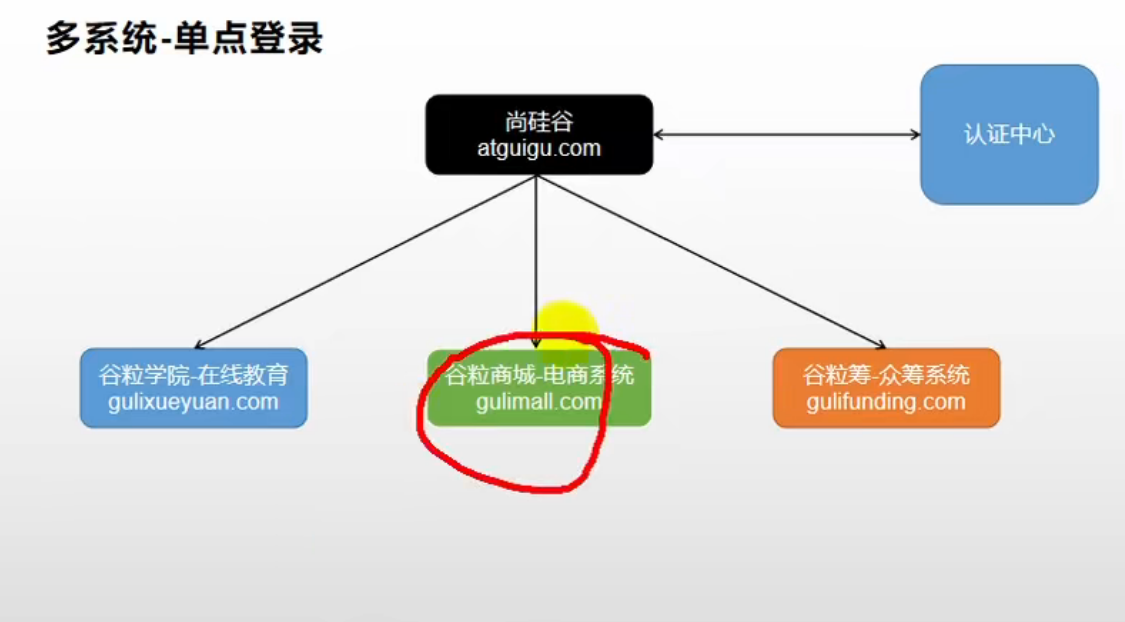 多系统-单点登录
尚硅谷
atguigu.com
认证中心
谷粒学院-在线教育
gulixueyuan.com
谷粒商城-电商系统
gulimall.com
谷粒筹-众筹系统
gulifunding.com